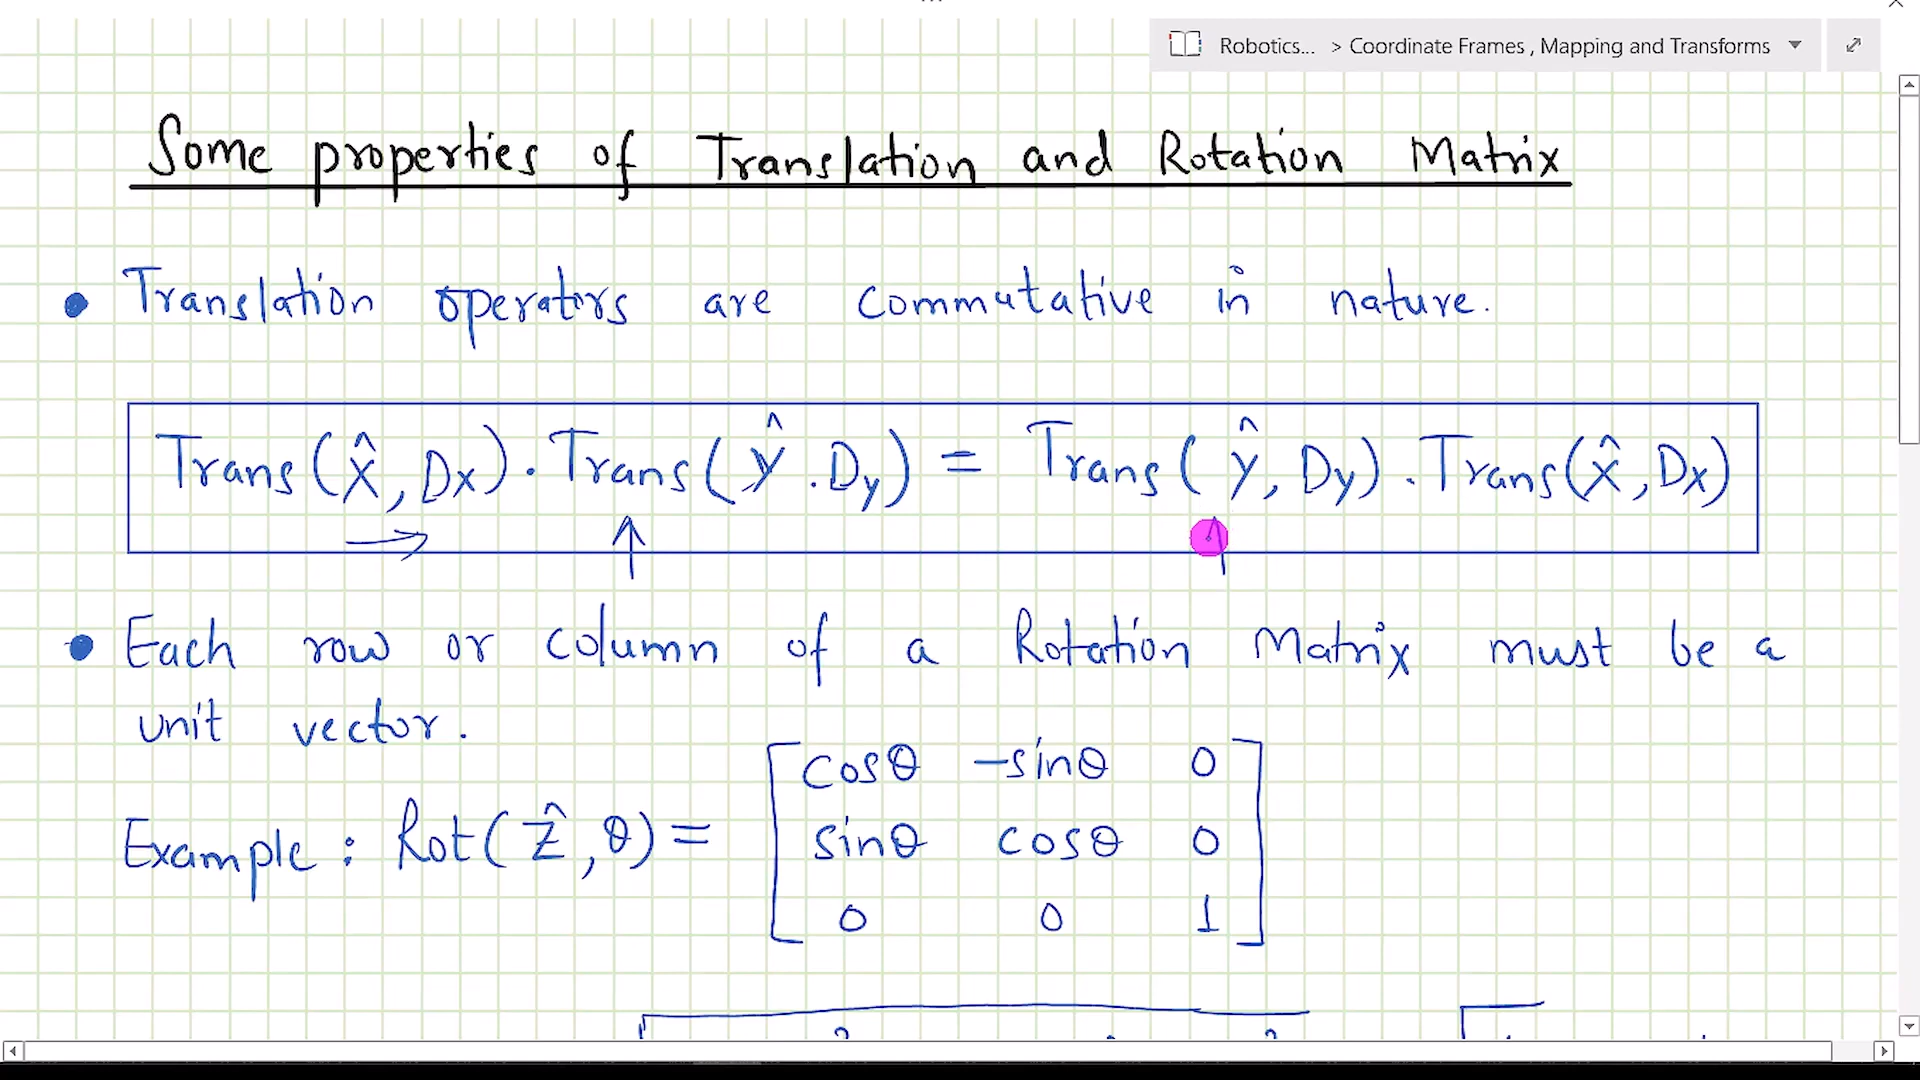 Robotics... > Coordinate Frames , Mapping and Transforms
Some properties of Translation and Rotation Matrix
• Translation operators are commutative in nature.
Trans(X̂, Dx) · Trans(ŷ . Dy) = Trans(ŷ, Dy) . Trans(x̂, Dx)
• Each row or column of a Rotation Matrix must be a
unit vector.
Example : Rot(Ẑ, θ) =
cosθ -sinθ 0
sinθ cosθ 0
0 0 1